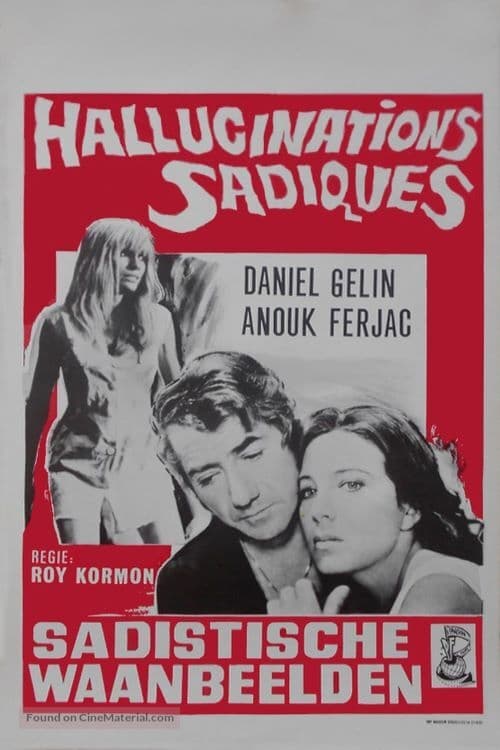 HALLUCINATIONS
SADIQUES
DANIEL GELIN
ANOUK FERJAC
REGIE:
ROY KORMON
SADISTISCHE
WAANBEELDEN
Found on CineMaterial.com